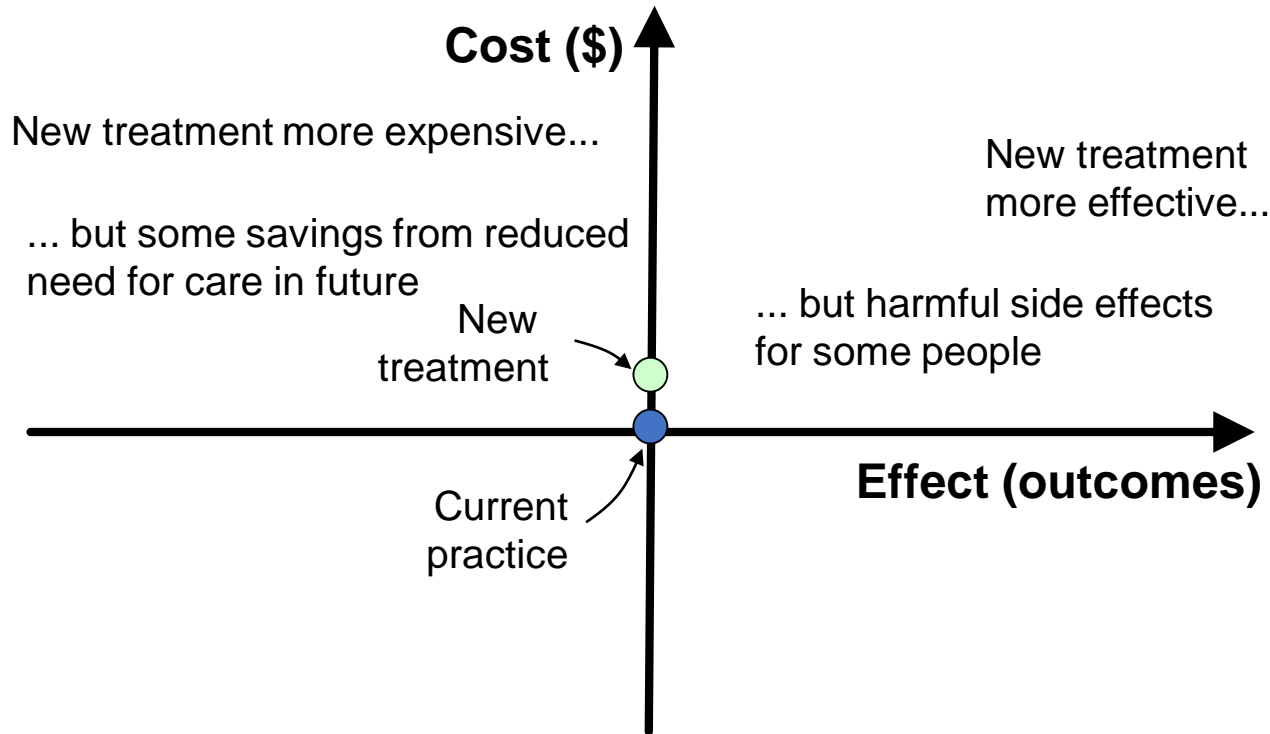 Cost ($)
New treatment more expensive...
New treatment
more effective...
... but some savings from reduced
need for care in future
... but harmful side effects
for some people
New
treatment
Effect (outcomes)
Current
practice